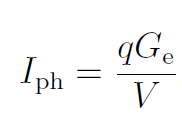 I_ph = qG_e / V